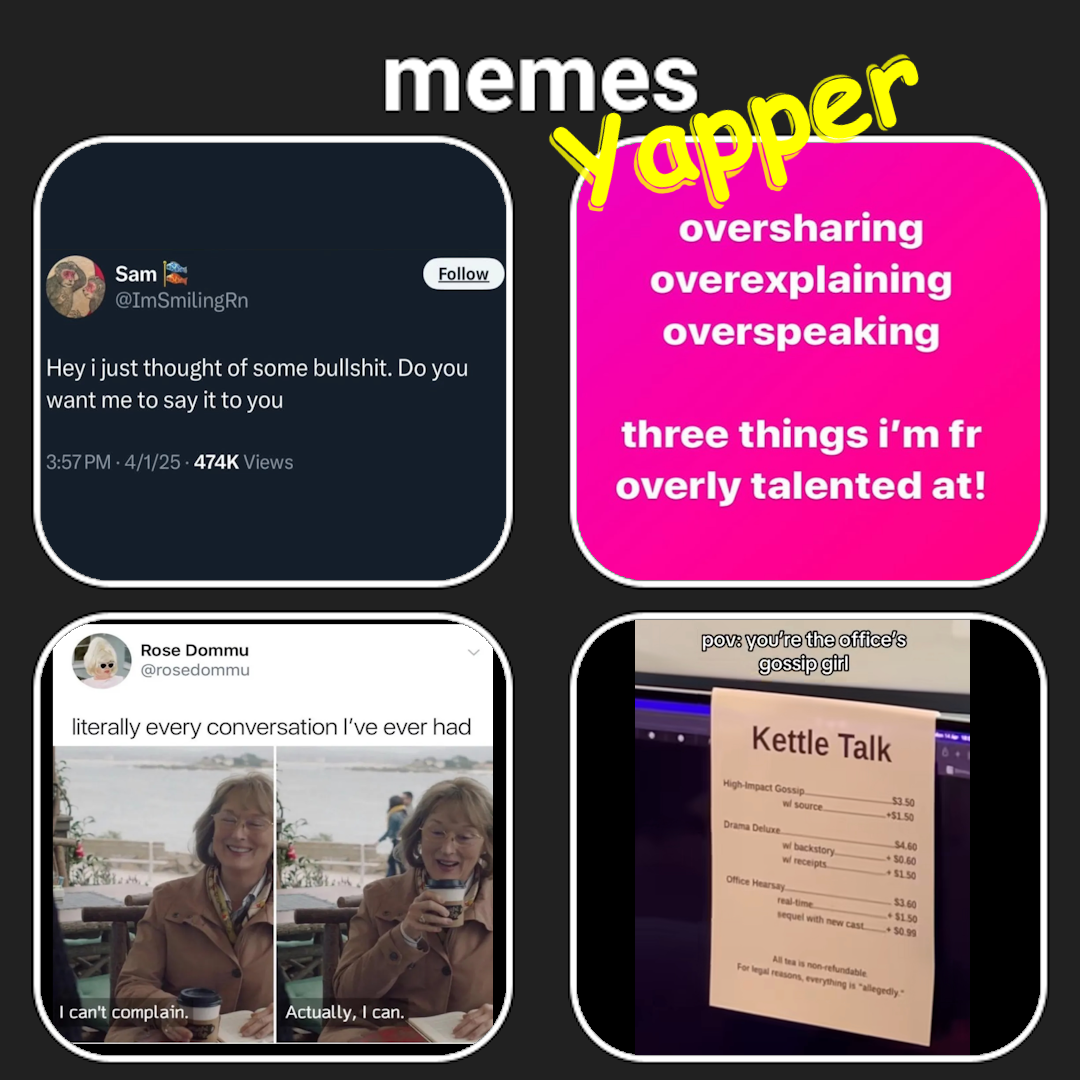 memes
Yapper
Sam
@ImSmilingRn
Follow
Hey i just thought of some bullshit. Do you
want me to say it to you
3:57 PM · 4/1/25 · 474K Views
oversharing
overexplaining
overspeaking
three things i'm fr
overly talented at!
Rose Dommu
@rosedommu
literally every conversation I've ever had
I can't complain.
Actually, I can.
pov: you're the office's
gossip girl
Kettle Talk
High-Impact Gossip $3.50
w/ source +$1.50
Drama Deluxe $4.60
w/ backstory + $0.60
w/ receipts + $1.50
Office Hearsay $3.60
real-time + $1.50
sequel with new cast + $0.99
All tea is non-refundable
For legal reasons, everything is "allegedly."